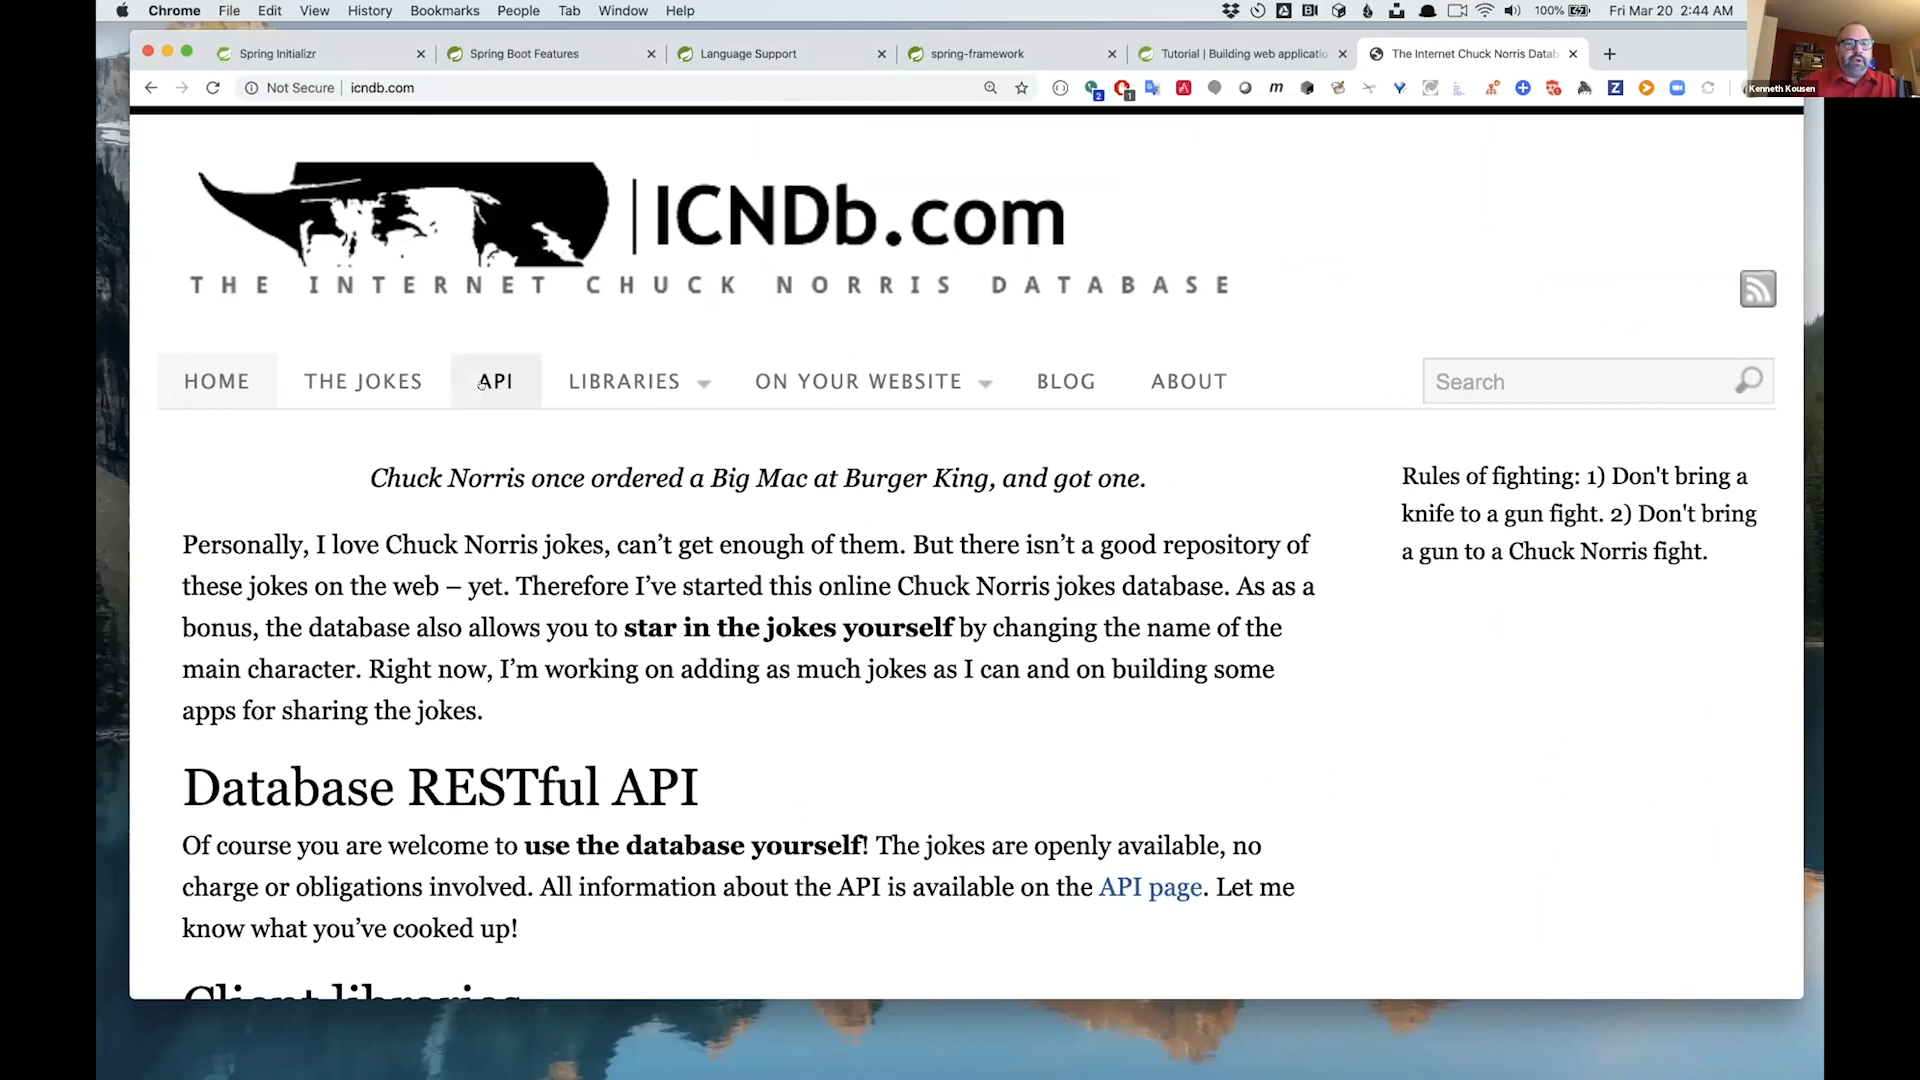 Chrome File Edit View History Bookmarks People Tab Window Help
100% Fri Mar 20 2:44 AM
Spring Initializr
Spring Boot Features
Language Support
spring-framework
Tutorial | Building web applicatio
The Internet Chuck Norris Datab
Not Secure | icndb.com
Kenneth Kousen
ICNDb.com
THE INTERNET CHUCK NORRIS DATABASE
HOME THE JOKES API LIBRARIES ON YOUR WEBSITE BLOG ABOUT
Search
Chuck Norris once ordered a Big Mac at Burger King, and got one.
Personally, I love Chuck Norris jokes, can’t get enough of them. But there isn’t a good repository of
these jokes on the web – yet. Therefore I’ve started this online Chuck Norris jokes database. As as a
bonus, the database also allows you to star in the jokes yourself by changing the name of the
main character. Right now, I’m working on adding as much jokes as I can and on building some
apps for sharing the jokes.
Rules of fighting: 1) Don't bring a
knife to a gun fight. 2) Don't bring
a gun to a Chuck Norris fight.
Database RESTful API
Of course you are welcome to use the database yourself! The jokes are openly available, no
charge or obligations involved. All information about the API is available on the API page. Let me
know what you’ve cooked up!
Client libraries